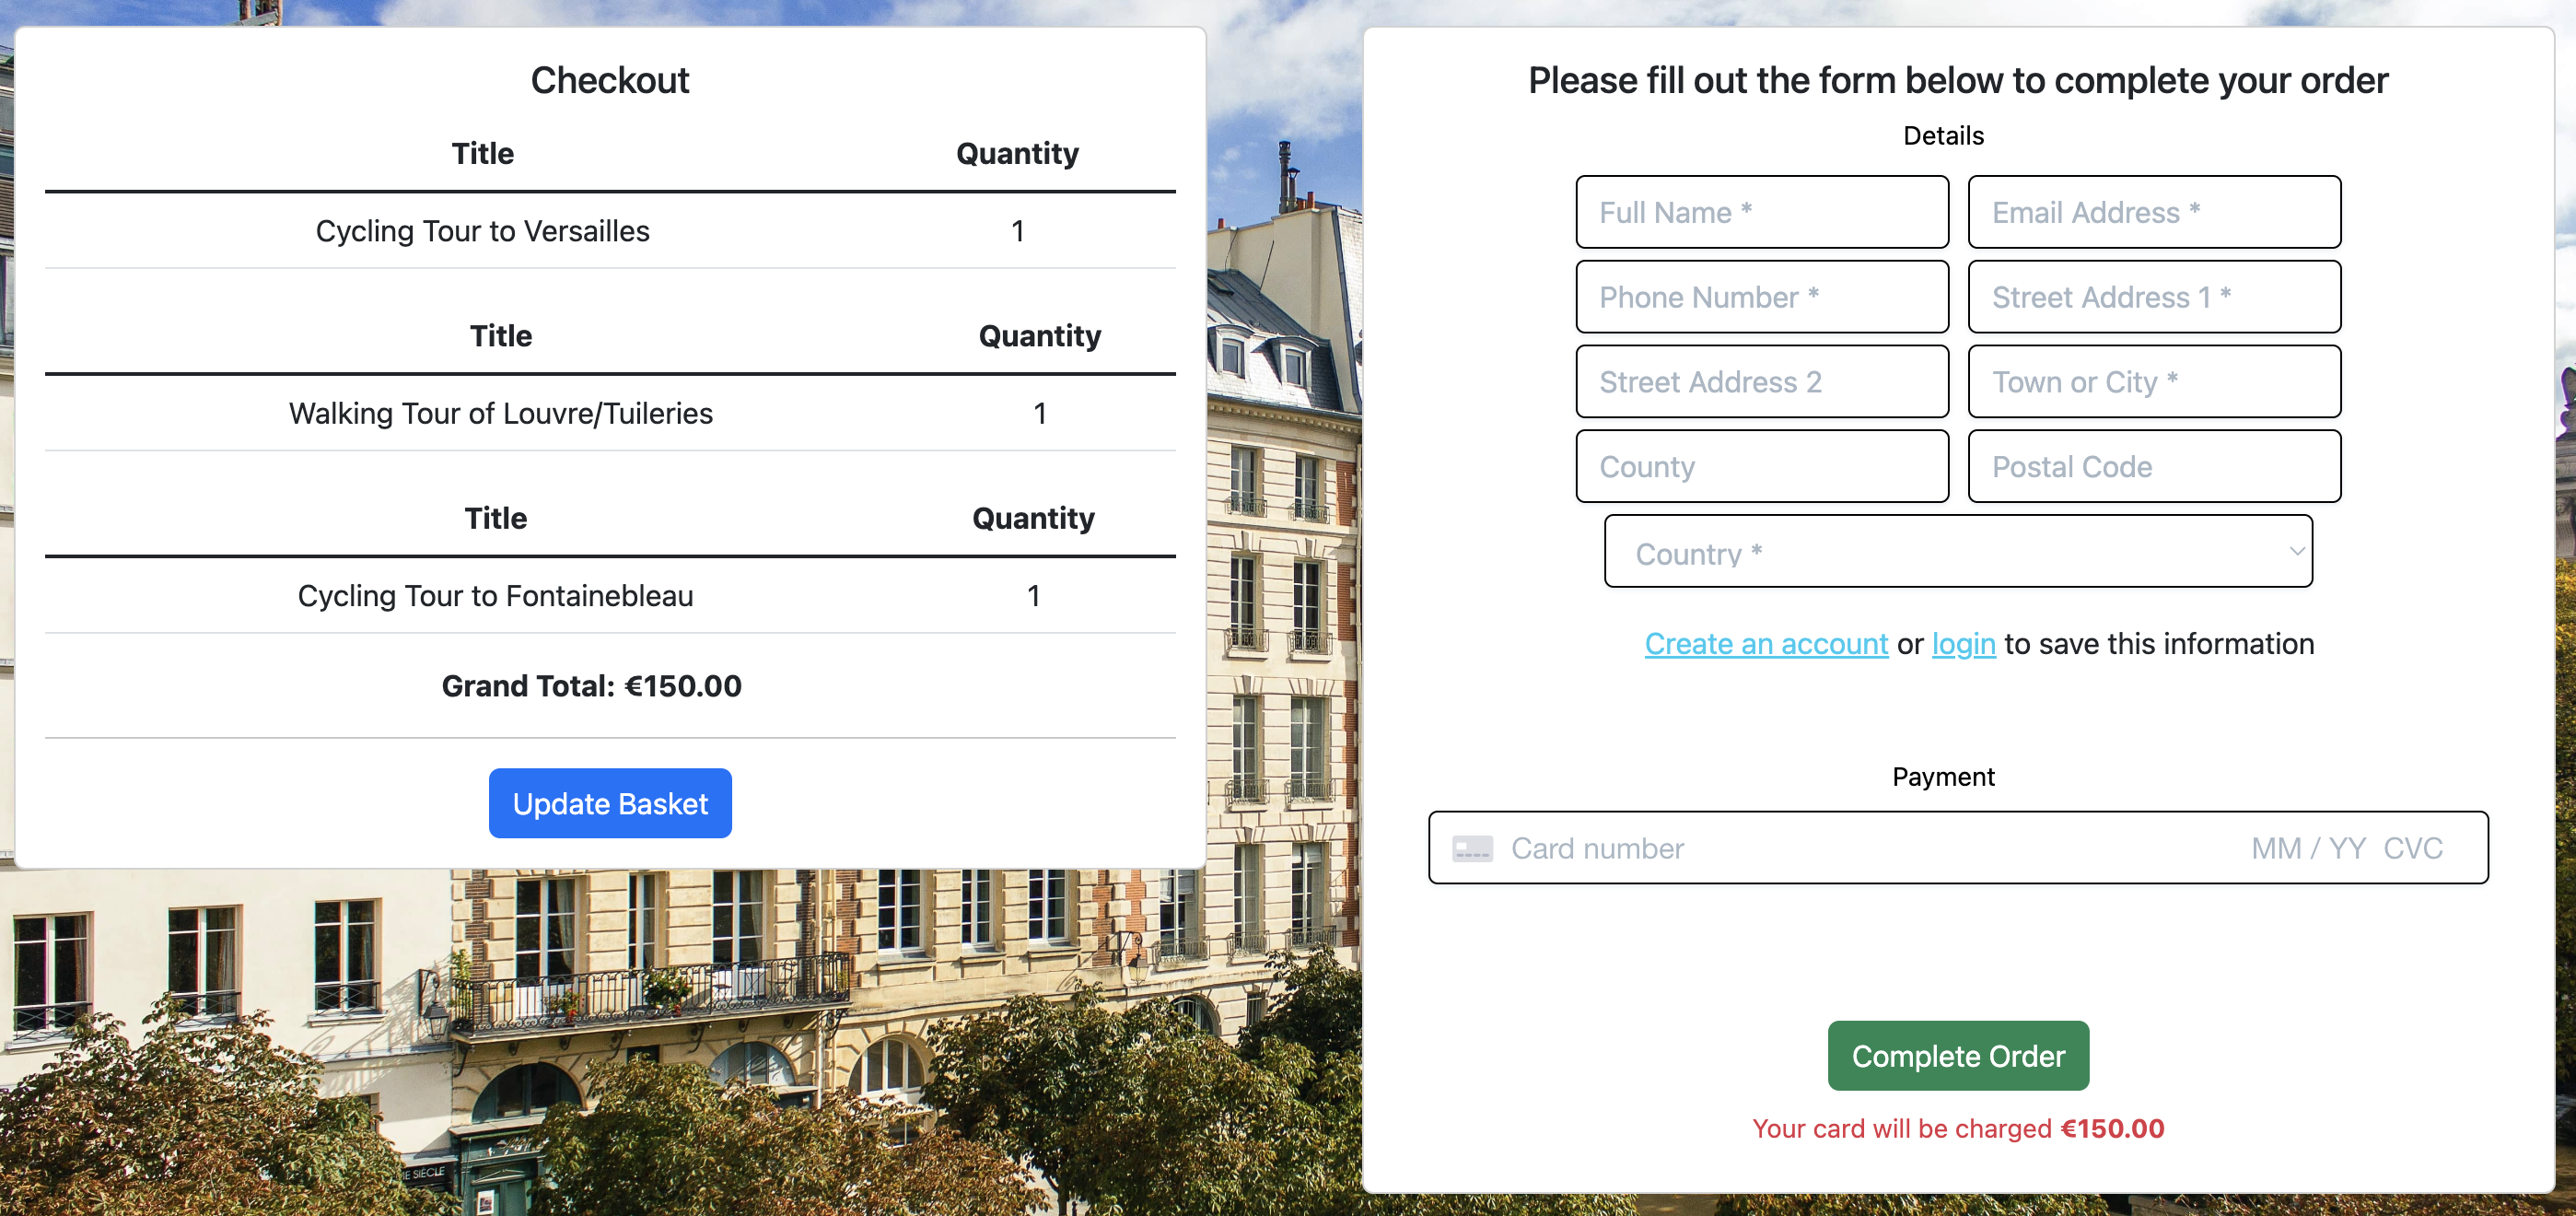 Checkout
Title Quantity
Cycling Tour to Versailles 1
Title Quantity
Walking Tour of Louvre/Tuileries 1
Title Quantity
Cycling Tour to Fontainebleau 1
Grand Total: €150.00
Update Basket
Please fill out the form below to complete your order
Details
Full Name * Email Address *
Phone Number * Street Address 1 *
Street Address 2 Town or City *
County Postal Code
Country *
Create an account or login to save this information
Payment
Card number MM / YY CVC
Complete Order
Your card will be charged €150.00
SIÈCLE